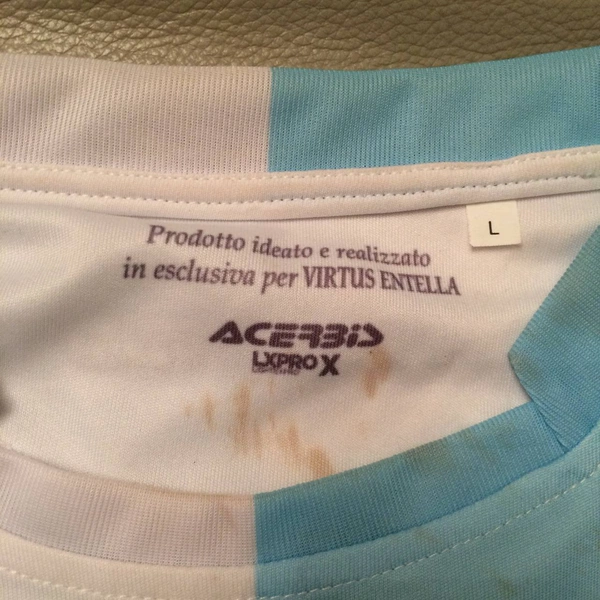 Prodotto ideato e realizzato
in esclusiva per VIRTUS ENTELLA
L
ACERBIS
LXPRO X